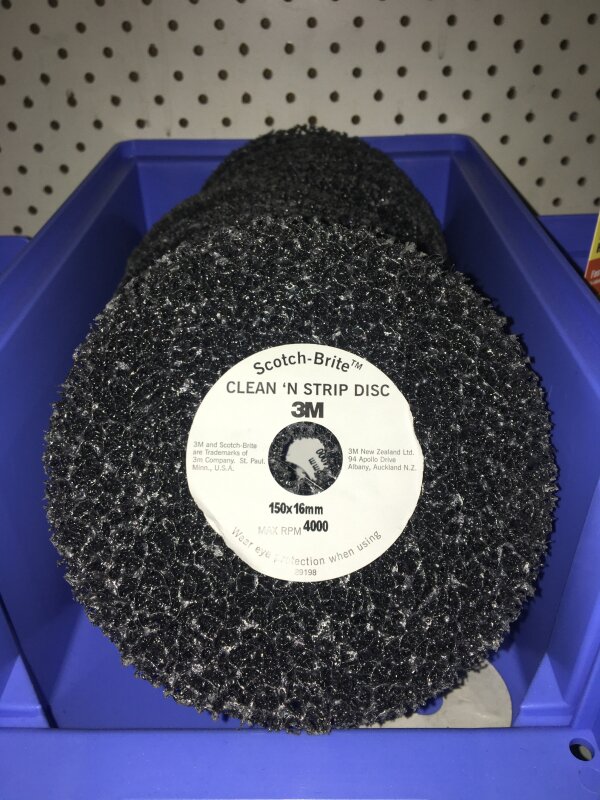 Scotch-Brite™
CLEAN 'N STRIP DISC
3M
3M and Scotch-Brite
are Trademarks of
3m Company. St. Paul,
Minn., U.S.A.
3M New Zealand Ltd.
94 Apollo Drive
Albany, Auckland N.Z.
150x16mm
MAX RPM 4000
Wear eye protection when using
29198